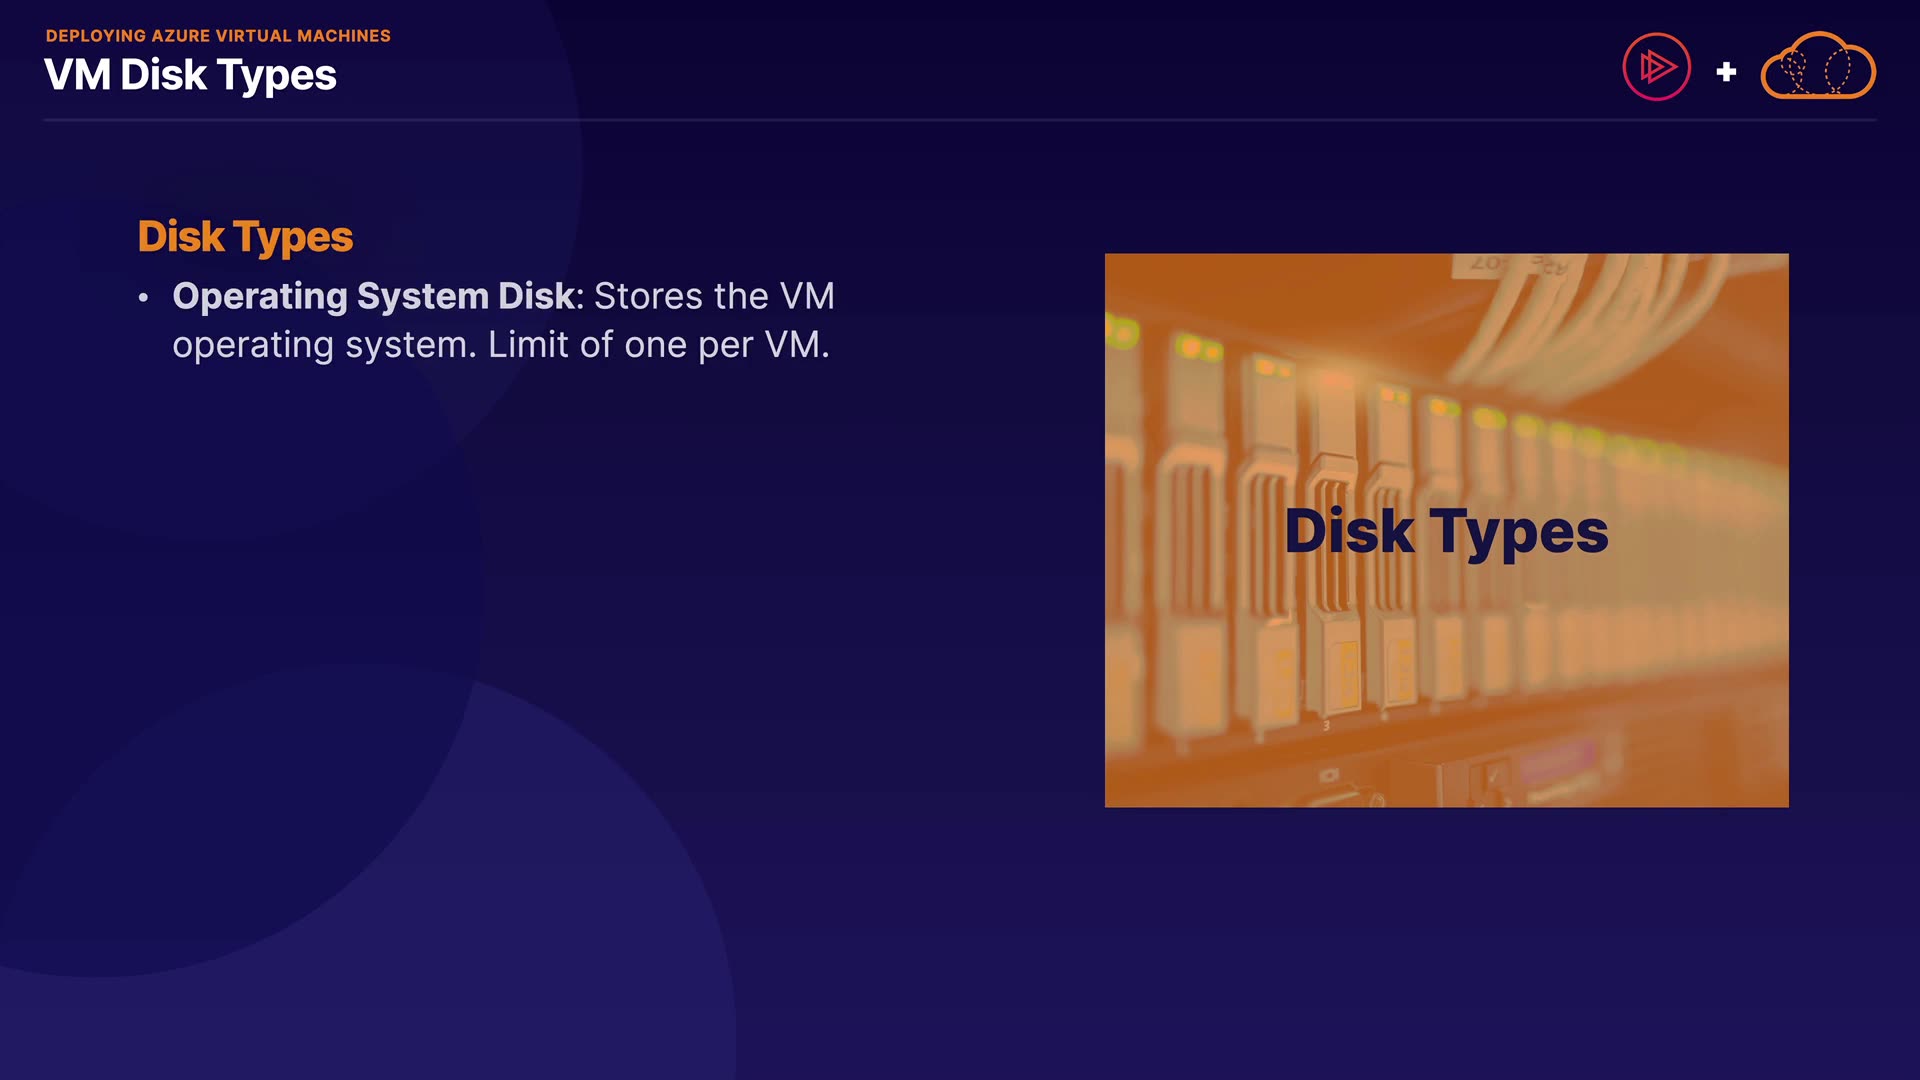 DEPLOYING AZURE VIRTUAL MACHINES
VM Disk Types
+
Disk Types
• Operating System Disk: Stores the VM
operating system. Limit of one per VM.
Disk Types
3